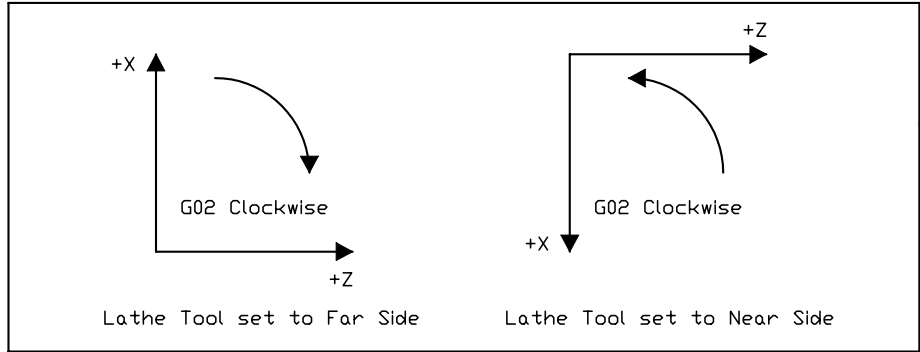 +X
G02 Clockwise
+Z
Lathe Tool set to Far Side
+Z
G02 Clockwise
+X
Lathe Tool set to Near Side